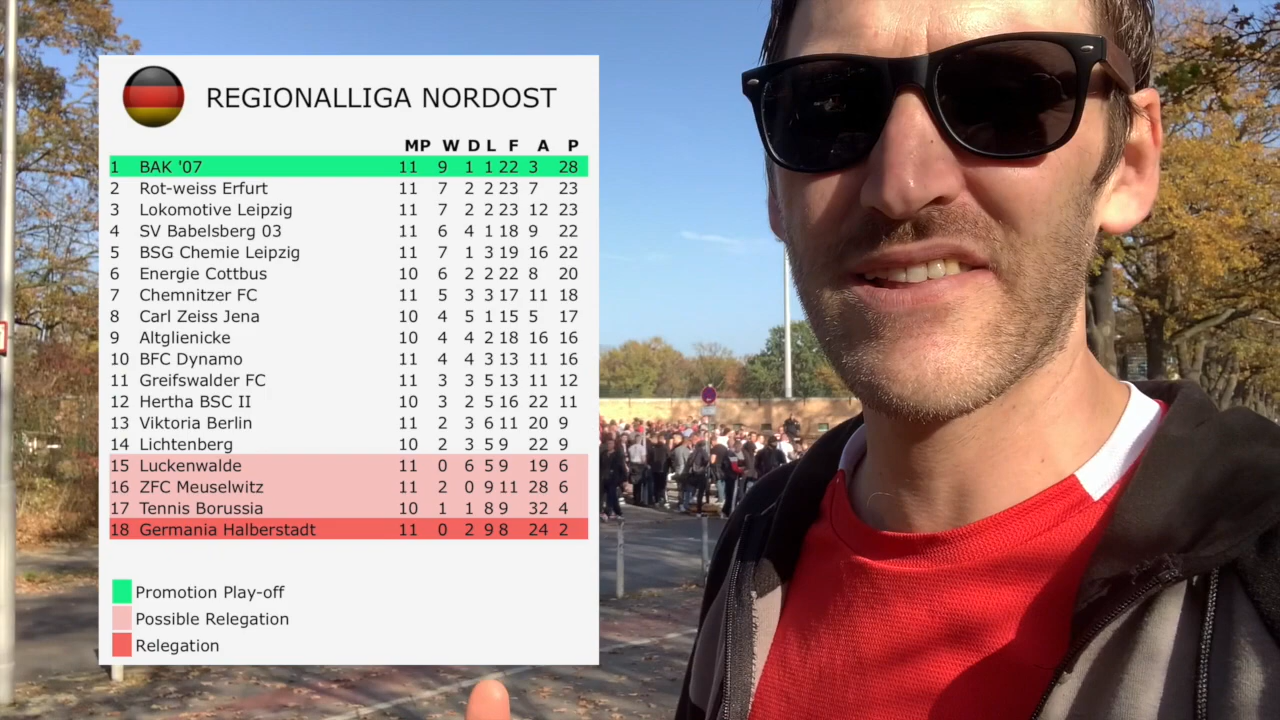 REGIONALLIGA NORDOST
MP W D L F A P
1 BAK '07 11 9 1 1 22 3 28
2 Rot-weiss Erfurt 11 7 2 2 23 7 23
3 Lokomotive Leipzig 11 7 2 2 23 12 23
4 SV Babelsberg 03 11 6 4 1 18 9 22
5 BSG Chemie Leipzig 11 7 1 3 19 16 22
6 Energie Cottbus 10 6 2 2 22 8 20
7 Chemnitzer FC 11 5 3 3 17 11 18
8 Carl Zeiss Jena 10 4 5 1 15 5 17
9 Altglienicke 10 4 4 2 18 16 16
10 BFC Dynamo 11 4 4 3 13 11 16
11 Greifswalder FC 11 3 3 5 13 11 12
12 Hertha BSC II 10 3 2 5 16 22 11
13 Viktoria Berlin 11 2 3 6 11 20 9
14 Lichtenberg 10 2 3 5 9 22 9
15 Luckenwalde 11 0 6 5 9 19 6
16 ZFC Meuselwitz 11 2 0 9 11 28 6
17 Tennis Borussia 10 1 1 8 9 32 4
18 Germania Halberstadt 11 0 2 9 8 24 2
Promotion Play-off
Possible Relegation
Relegation